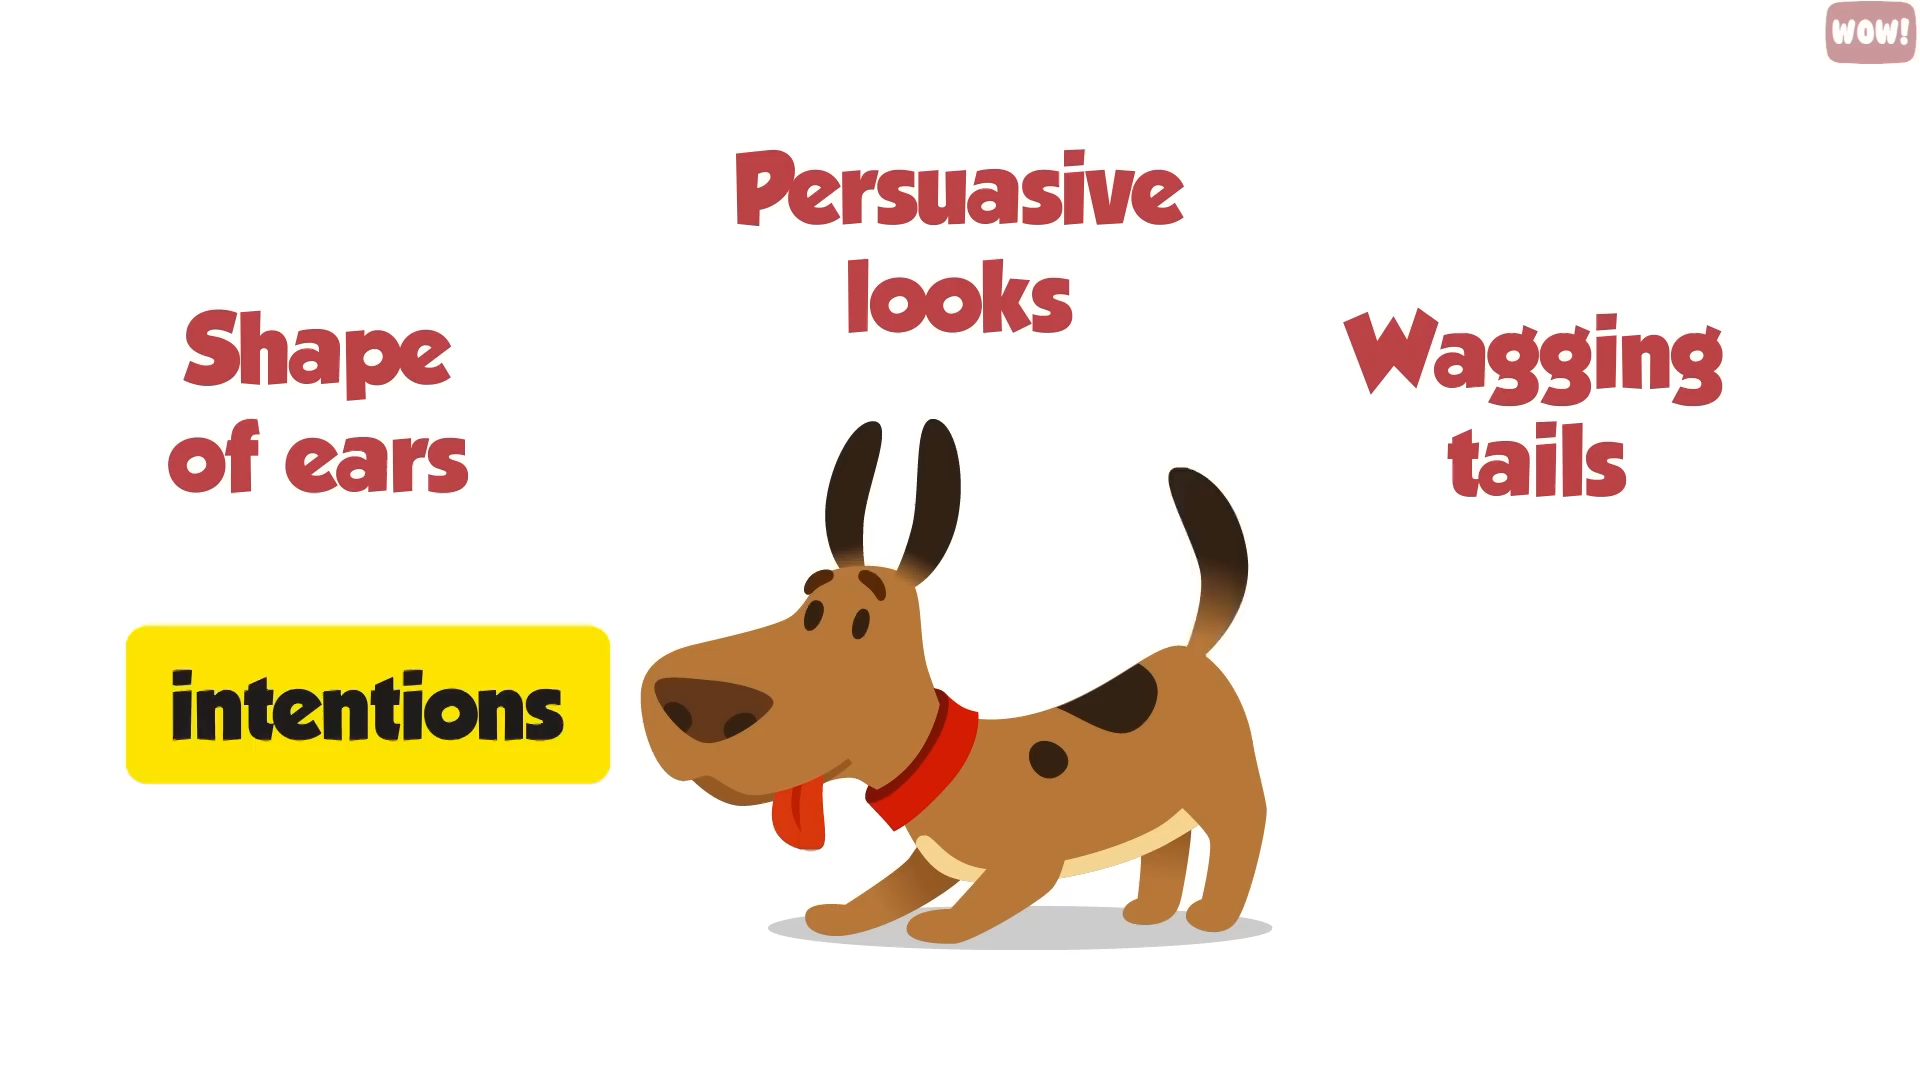 WOW!
Persuasive
looks
Shape
of ears
Wagging
tails
intentions